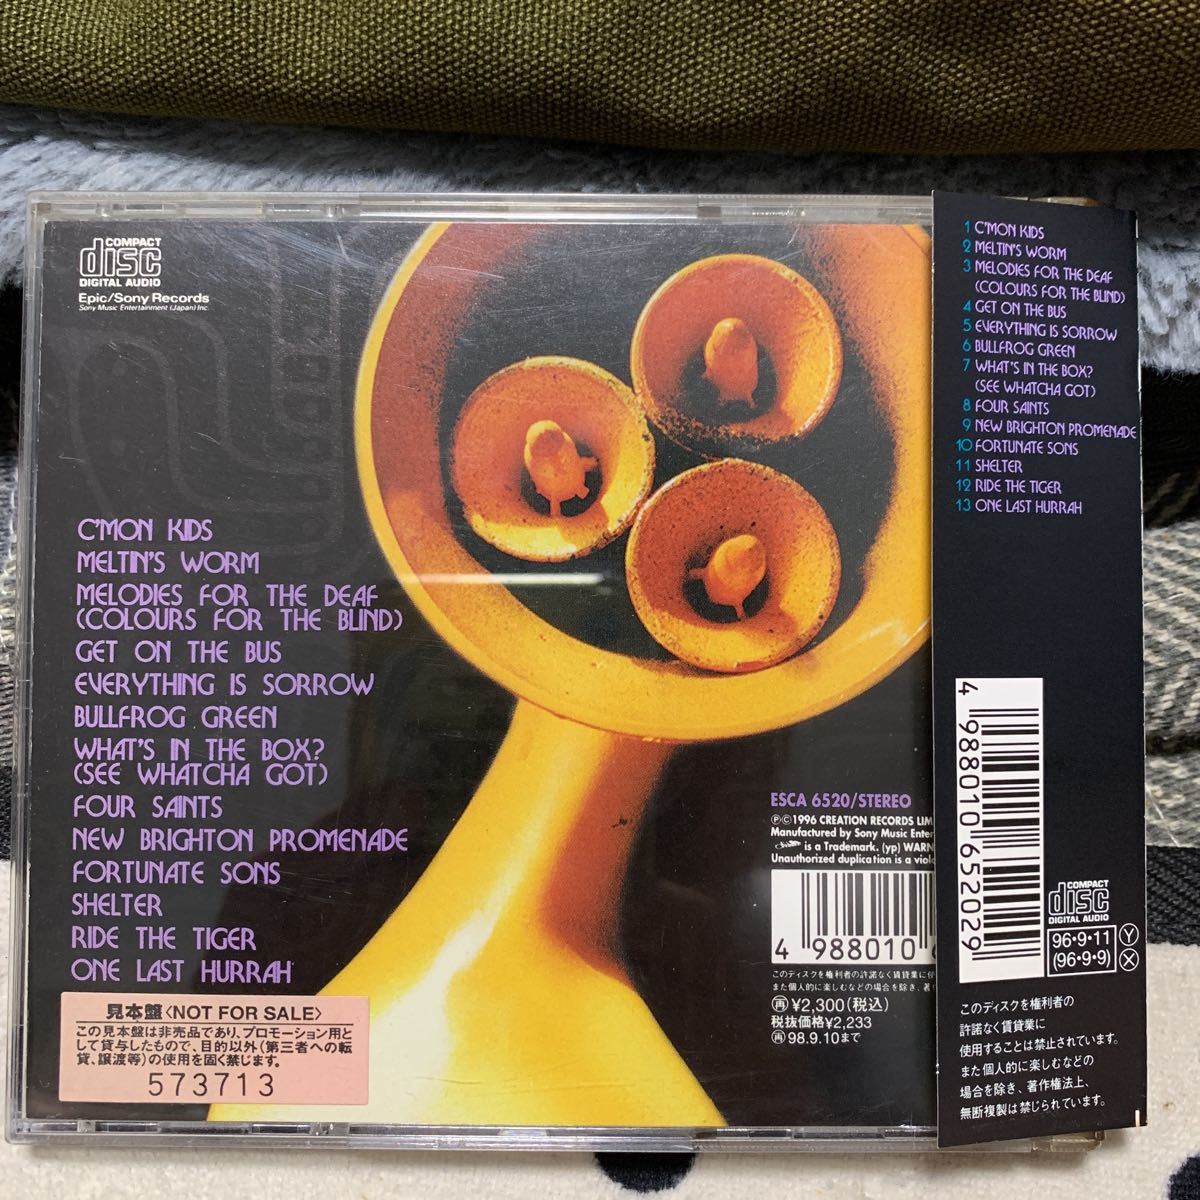 COMPACT
disc
DIGITAL AUDIO
Epic/Sony Records
Sony Music Entertainment (Japan) Inc.
C'MON KIDS
MELTIN'S WORM
MELODIES FOR THE DEAF
(COLOURS FOR THE BLIND)
GET ON THE BUS
EVERYTHING IS SORROW
BULLFROG GREEN
WHAT'S IN THE BOX?
(SEE WHATCHA GOT)
FOUR SAINTS
NEW BRIGHTON PROMENADE
FORTUNATE SONS
SHELTER
RIDE THE TIGER
ONE LAST HURRAH
見本盤〈NOT FOR SALE〉
この見本盤は非売品であり、プロモーション用と
して貸与したもので、目的以外(第三者への転
貸、譲渡等)の使用を固く禁じます。
573713
ESCA 6520/STEREO
Ⓟ©1996 CREATION RECORDS LIM
Manufactured by Sony Music Enter
is a Trademark. (yp) WARN
Unauthorized duplication is a viol
4 988010
このディスクを権利者の許諾なく賃貸業に使
また個人的に楽しむなどの場合を除き、著
再 ¥2,300(税込)
税抜価格¥2,233
再 98.9.10まで
1 C'MON KIDS
2 MELTIN'S WORM
3 MELODIES FOR THE DEAF
(COLOURS FOR THE BLIND)
4 GET ON THE BUS
5 EVERYTHING IS SORROW
6 BULLFROG GREEN
7 WHAT'S IN THE BOX?
(SEE WHATCHA GOT)
8 FOUR SAINTS
9 NEW BRIGHTON PROMENADE
10 FORTUNATE SONS
11 SHELTER
12 RIDE THE TIGER
13 ONE LAST HURRAH
4 988010 652029
COMPACT
disc
DIGITAL AUDIO
96・9・11
(96・9・9)
Y
X
このディスクを権利者の
許諾なく賃貸業に
使用することは禁止されています。
また個人的に楽しむなどの
場合を除き、著作権法上、
無断複製は禁じられています。